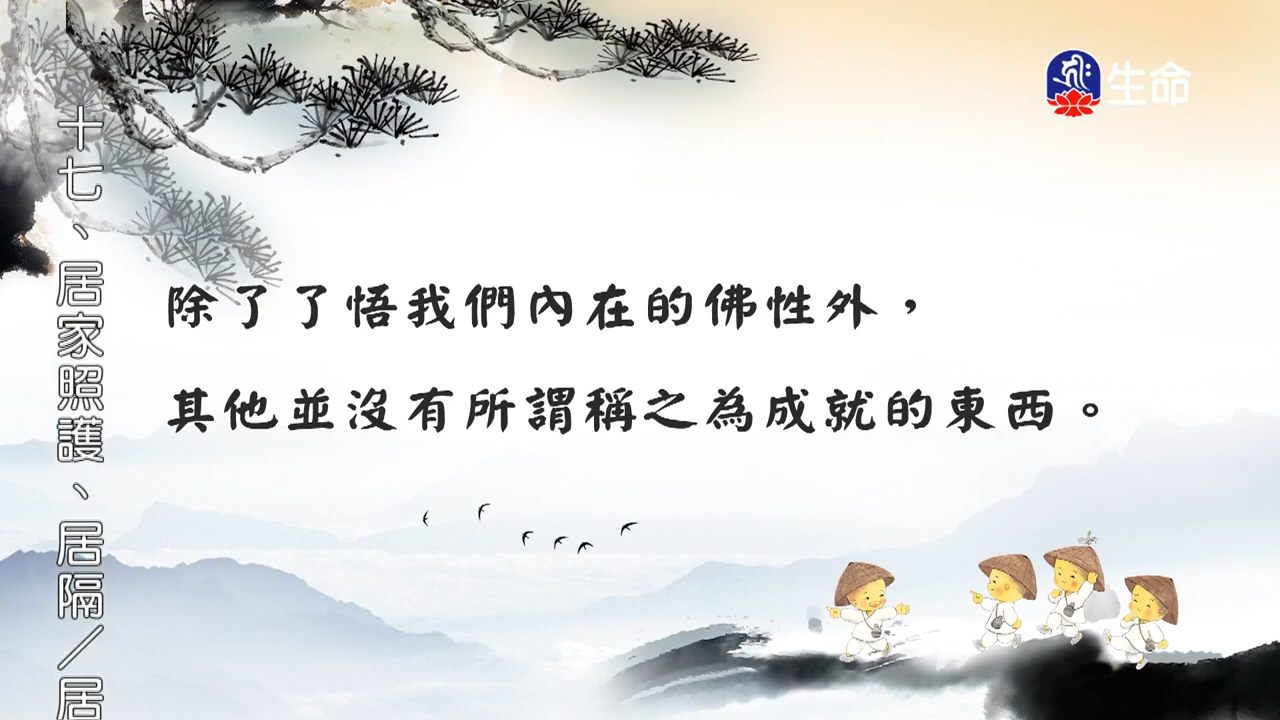 生命
十七、居家照護、居隔／居
除了了悟我們內在的佛性外，
其他並沒有所謂稱之為成就的東西。